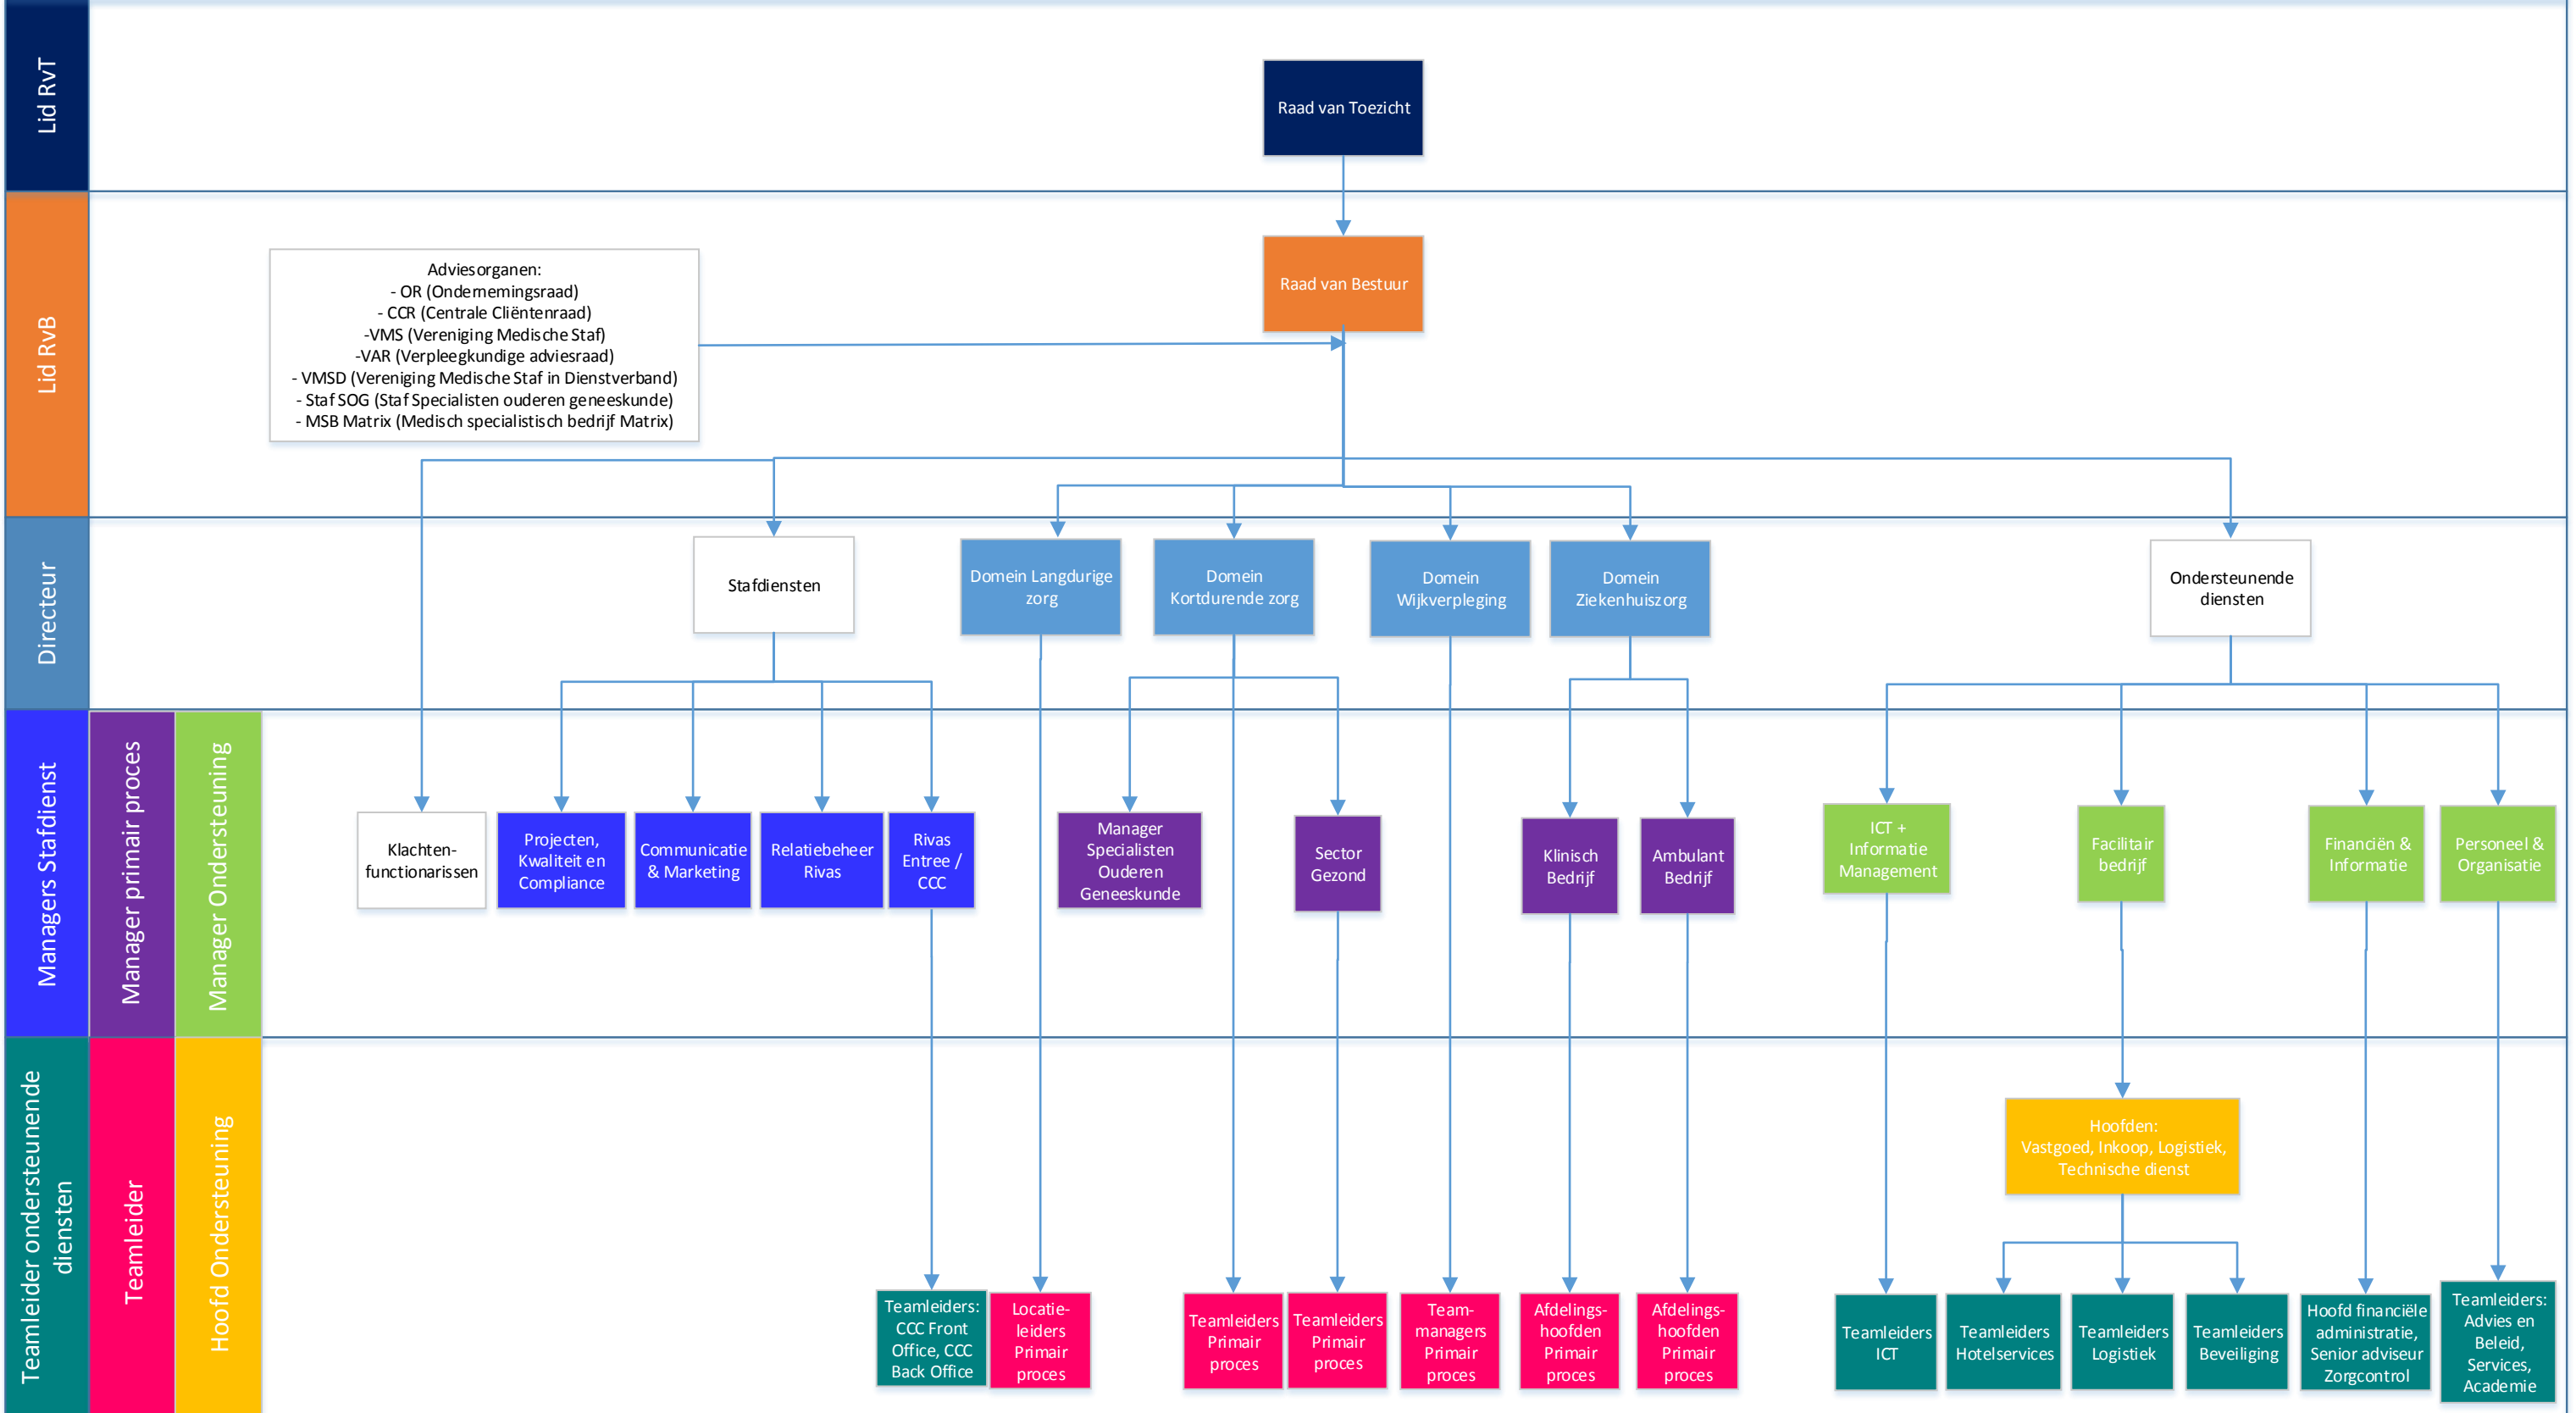 Lid RvT
Raad van Toezicht
Lid RvB
Raad van Bestuur
Adviesorganen:
- OR (Ondernemingsraad)
- CCR (Centrale Cliëntenraad)
-VMS (Vereniging Medische Staf)
-VAR (Verpleegkundige adviesraad)
- VMSD (Vereniging Medische Staf in Dienstverband)
- Staf SOG (Staf Specialisten ouderen geneeskunde)
- MSB Matrix (Medisch specialistisch bedrijf Matrix)
Directeur
Stafdiensten
Domein Langdurige
zorg
Domein
Kortdurende zorg
Domein
Wijkverpleging
Domein
Ziekenhuiszorg
Ondersteunende
diensten
Managers Stafdienst
Manager primair proces
Manager Ondersteuning
Klachten-
functionarissen
Projecten,
Kwaliteit en
Compliance
Communicatie
& Marketing
Relatiebeheer
Rivas
Rivas
Entree /
CCC
Manager
Specialisten
Ouderen
Geneeskunde
Sector
Gezond
Klinisch
Bedrijf
Ambulant
Bedrijf
ICT +
Informatie
Management
Facilitair
bedrijf
Financiën &
Informatie
Personeel &
Organisatie
Teamleider ondersteunende
diensten
Teamleider
Hoofd Ondersteuning
Hoofden:
Vastgoed, Inkoop, Logistiek,
Technische dienst
Teamleiders:
CCC Front
Office, CCC
Back Office
Locatie-
leiders
Primair
proces
Teamleiders
Primair
proces
Teamleiders
Primair
proces
Team-
managers
Primair
proces
Afdelings-
hoofden
Primair
proces
Afdelings-
hoofden
Primair
proces
Teamleiders
ICT
Teamleiders
Hotelservices
Teamleiders
Logistiek
Teamleiders
Beveiliging
Hoofd financiële
administratie,
Senior adviseur
Zorgcontrol
Teamleiders:
Advies en
Beleid,
Services,
Academie